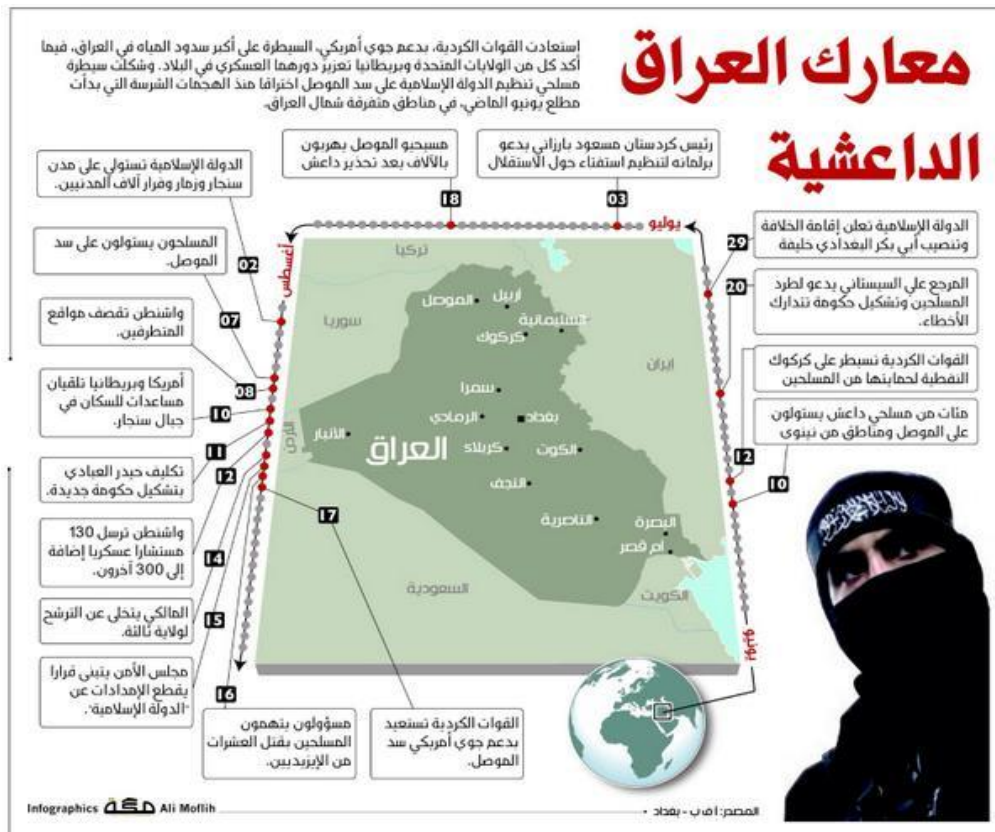 معارك العراق
الداعشية
استعادت القوات الكردية، بدعم جوي أمريكي، السيطرة على أكبر سدود المياه في العراق، فيما
أكد كل من الولايات المتحدة وبريطانيا تعزيز دورهما العسكري في البلاد. وشكلت سيطرة
مسلحي تنظيم الدولة الإسلامية على سد الموصل اختراقا منذ الهجمات الشرسة التي بدأت
مطلع يونيو الماضي، في مناطق متفرقة شمال العراق.
يونيو
10
مئات من مسلحي داعش يستولون
على الموصل ومناطق من نينوى
12
القوات الكردية تسيطر على كركوك
النفطية لحمايتها من المسلحين
20
المرجع علي السيستاني يدعو لطرد
المسلحين وتشكيل حكومة تتدارك
الأخطاء.
29
الدولة الإسلامية تعلن إقامة الخلافة
وتنصيب أبي بكر البغدادي خليفة
يوليو
03
رئيس كردستان مسعود بارزاني يدعو
برلمانه لتنظيم استفتاء حول الاستقلال
18
مسيحيو الموصل يهربون
بالآلاف بعد تحذير داعش
أغسطس
02
الدولة الإسلامية تستولي على مدن
سنجار وزمار وفرار آلاف المدنيين.
07
المسلحون يستولون على سد
الموصل.
08
واشنطن تقصف مواقع
المتطرفين.
10
أمريكا وبريطانيا تلقيان
مساعدات للسكان في
جبال سنجار.
11
تكليف حيدر العبادي
بتشكيل حكومة جديدة.
12
واشنطن ترسل 130
مستشارا عسكريا إضافة
إلى 300 آخرون.
14
المالكي يتخلى عن الترشح
لولاية ثالثة.
15
مجلس الأمن يتبنى قرارا
يقطع الإمدادات عن
"الدولة الإسلامية".
16
مسؤولون يتهمون
المسلحين بقتل العشرات
من الإيزيديين.
17
القوات الكردية تستعيد
بدعم جوي أمريكي سد
الموصل.
تركيا
سوريا
إيران
الأردن
السعودية
الكويت
العراق
أربيل
الموصل
السليمانية
كركوك
سمرا
بغداد
الرمادي
الأنبار
كربلاء
الكوت
النجف
الناصرية
البصرة
أم قصر
المصدر: أ ف ب - بغداد
Infographics مكة Ali Moflih